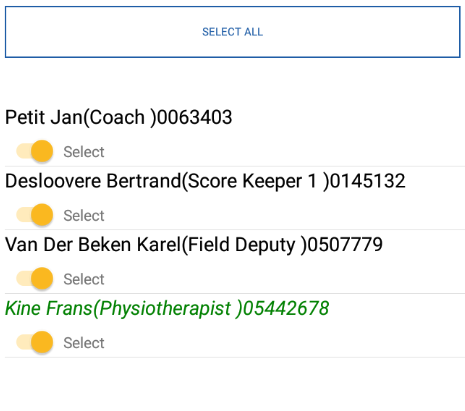 SELECT ALL
Petit Jan(Coach )0063403
Select
Desloovere Bertrand(Score Keeper 1 )0145132
Select
Van Der Beken Karel(Field Deputy )0507779
Select
Kine Frans(Physiotherapist )05442678
Select